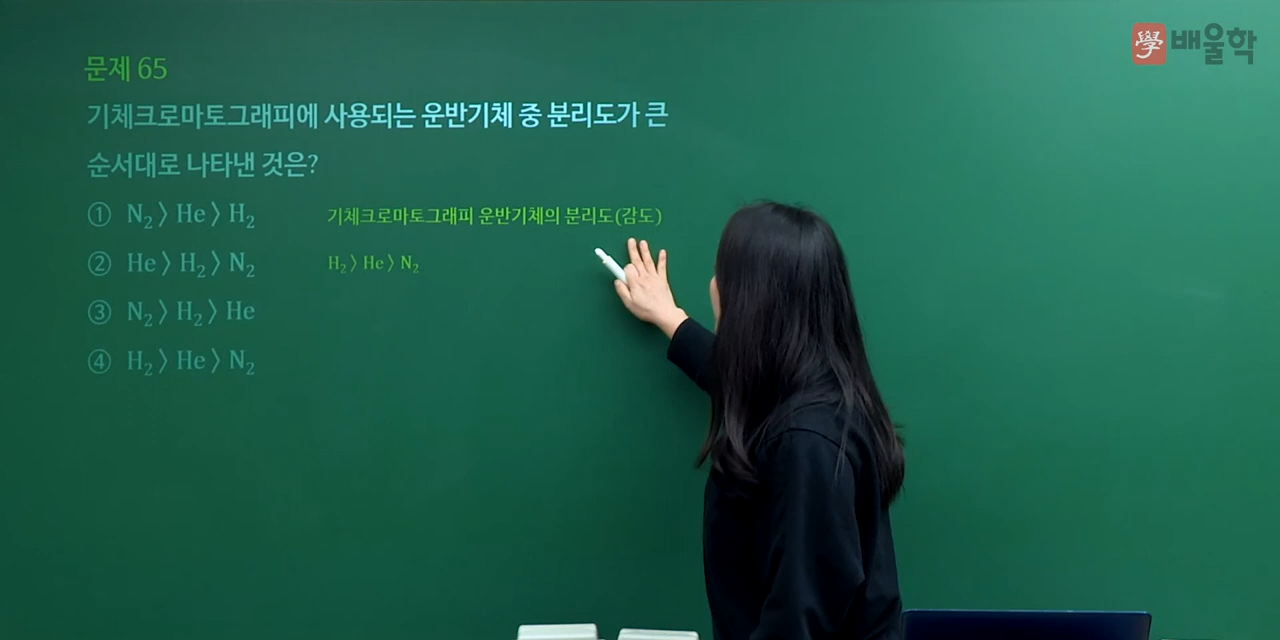 學 배울학
문제 65
기체크로마토그래피에 사용되는 운반기체 중 분리도가 큰
순서대로 나타낸 것은?
① N₂ > He > H₂
② He > H₂ > N₂
③ N₂ > H₂ > He
④ H₂ > He > N₂
기체크로마토그래피 운반기체의 분리도(감도)
H₂ > He > N₂